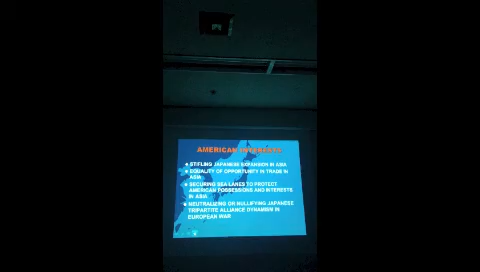 AMERICAN INTERESTS
STIFLING JAPANESE EXPANSION IN ASIA
EQUALITY OF OPPORTUNITY IN TRADE IN
ASIA
SECURING SEA LANES TO PROTECT
AMERICAN POSSESSIONS AND INTERESTS
IN ASIA
NEUTRALIZING OR NULLIFYING JAPANESE
TRIPARTITE ALLIANCE DYNAMISM IN
EUROPEAN WAR